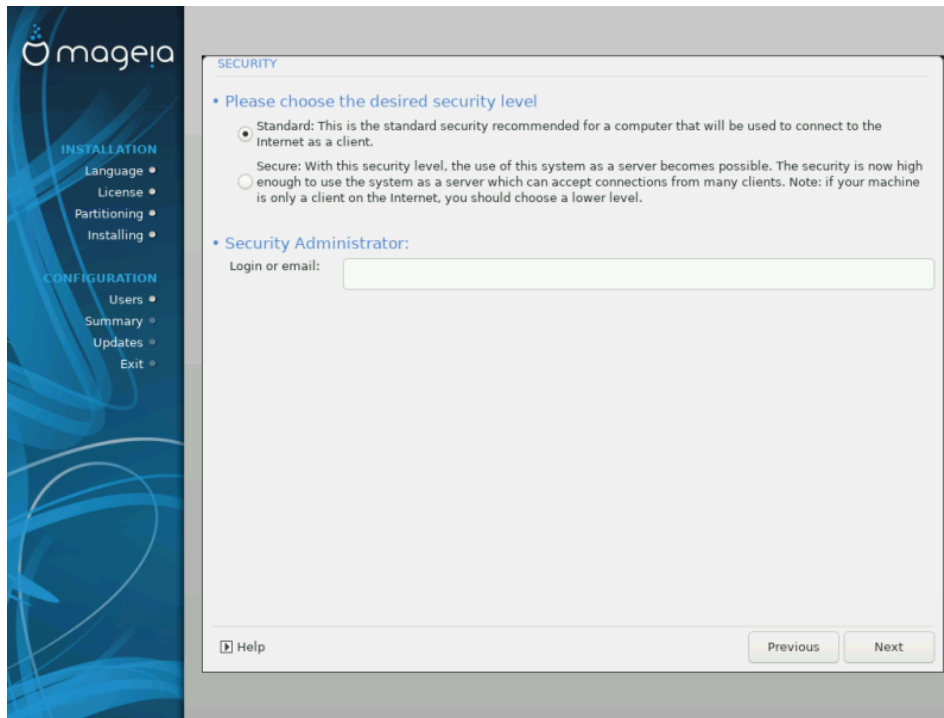 mageia
INSTALLATION
Language
License
Partitioning
Installing
CONFIGURATION
Users
Summary
Updates
Exit
SECURITY
• Please choose the desired security level
Standard: This is the standard security recommended for a computer that will be used to connect to the
Internet as a client.
Secure: With this security level, the use of this system as a server becomes possible. The security is now high
enough to use the system as a server which can accept connections from many clients. Note: if your machine
is only a client on the Internet, you should choose a lower level.
• Security Administrator:
Login or email:
Help
Previous
Next